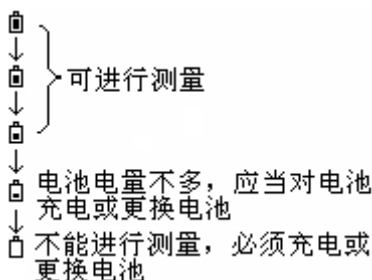 可进行测量
电池电量不多，应当对电池
充电或更换电池
不能进行测量，必须充电或
更换电池